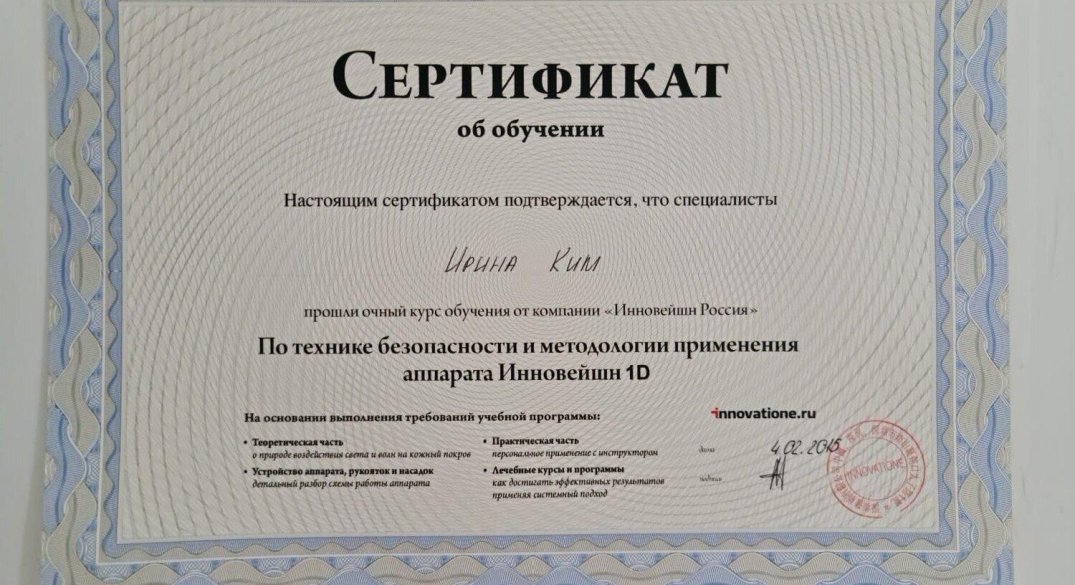 Сертификат
об обучении
Настоящим сертификатом подтверждается, что специалисты
Ирина Ким
прошли очный курс обучения от компании «Инновейшн Россия»
По технике безопасности и методологии применения
аппарата Инновейшн 1D
На основании выполнения требований учебной программы:
• Теоретическая часть
о природе воздействия света и волн на кожный покров
• Устройство аппарата, рукояток и насадок
детальный разбор схемы работы аппарата
• Практическая часть
персональное применение с инструктором
• Лечебные курсы и программы
как достигать эффективных результатов
применяя системный подход
innovatione.ru
дата 4.02.2015
подпись
INNOVATIONE